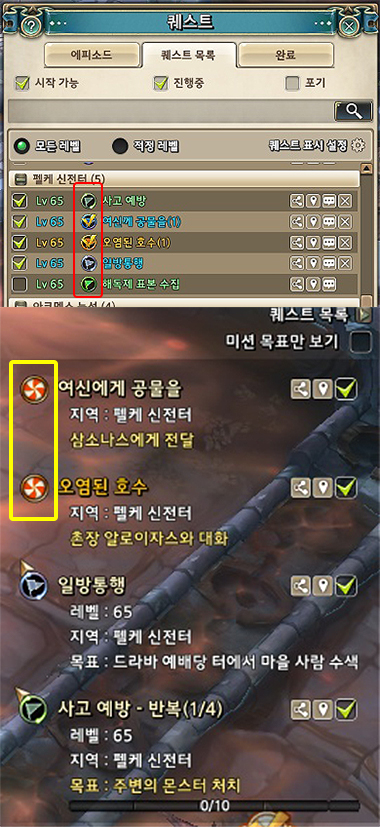 퀘스트
에피소드 퀘스트 목록 완료
시작 가능 진행중 포기
모든 레벨 적정 레벨 퀘스트 표시 설정
펠케 신전터 (5)
Lv 65 사고 예방
Lv 65 여신께 공물을(1)
Lv 65 오염된 호수(1)
Lv 65 일방통행
Lv 65 해독제 표본 수집
퀘스트 목록
미션 목표만 보기
여신에게 공물을
지역 : 펠케 신전터
삼소나스에게 전달
오염된 호수
지역 : 펠케 신전터
촌장 알로이자스와 대화
일방통행
레벨 : 65
지역 : 펠케 신전터
목표 : 드라바 예배당 터에서 마을 사람 수색
사고 예방 - 반복(1/4)
레벨 : 65
지역 : 펠케 신전터
목표 : 주변의 몬스터 처치
0/10